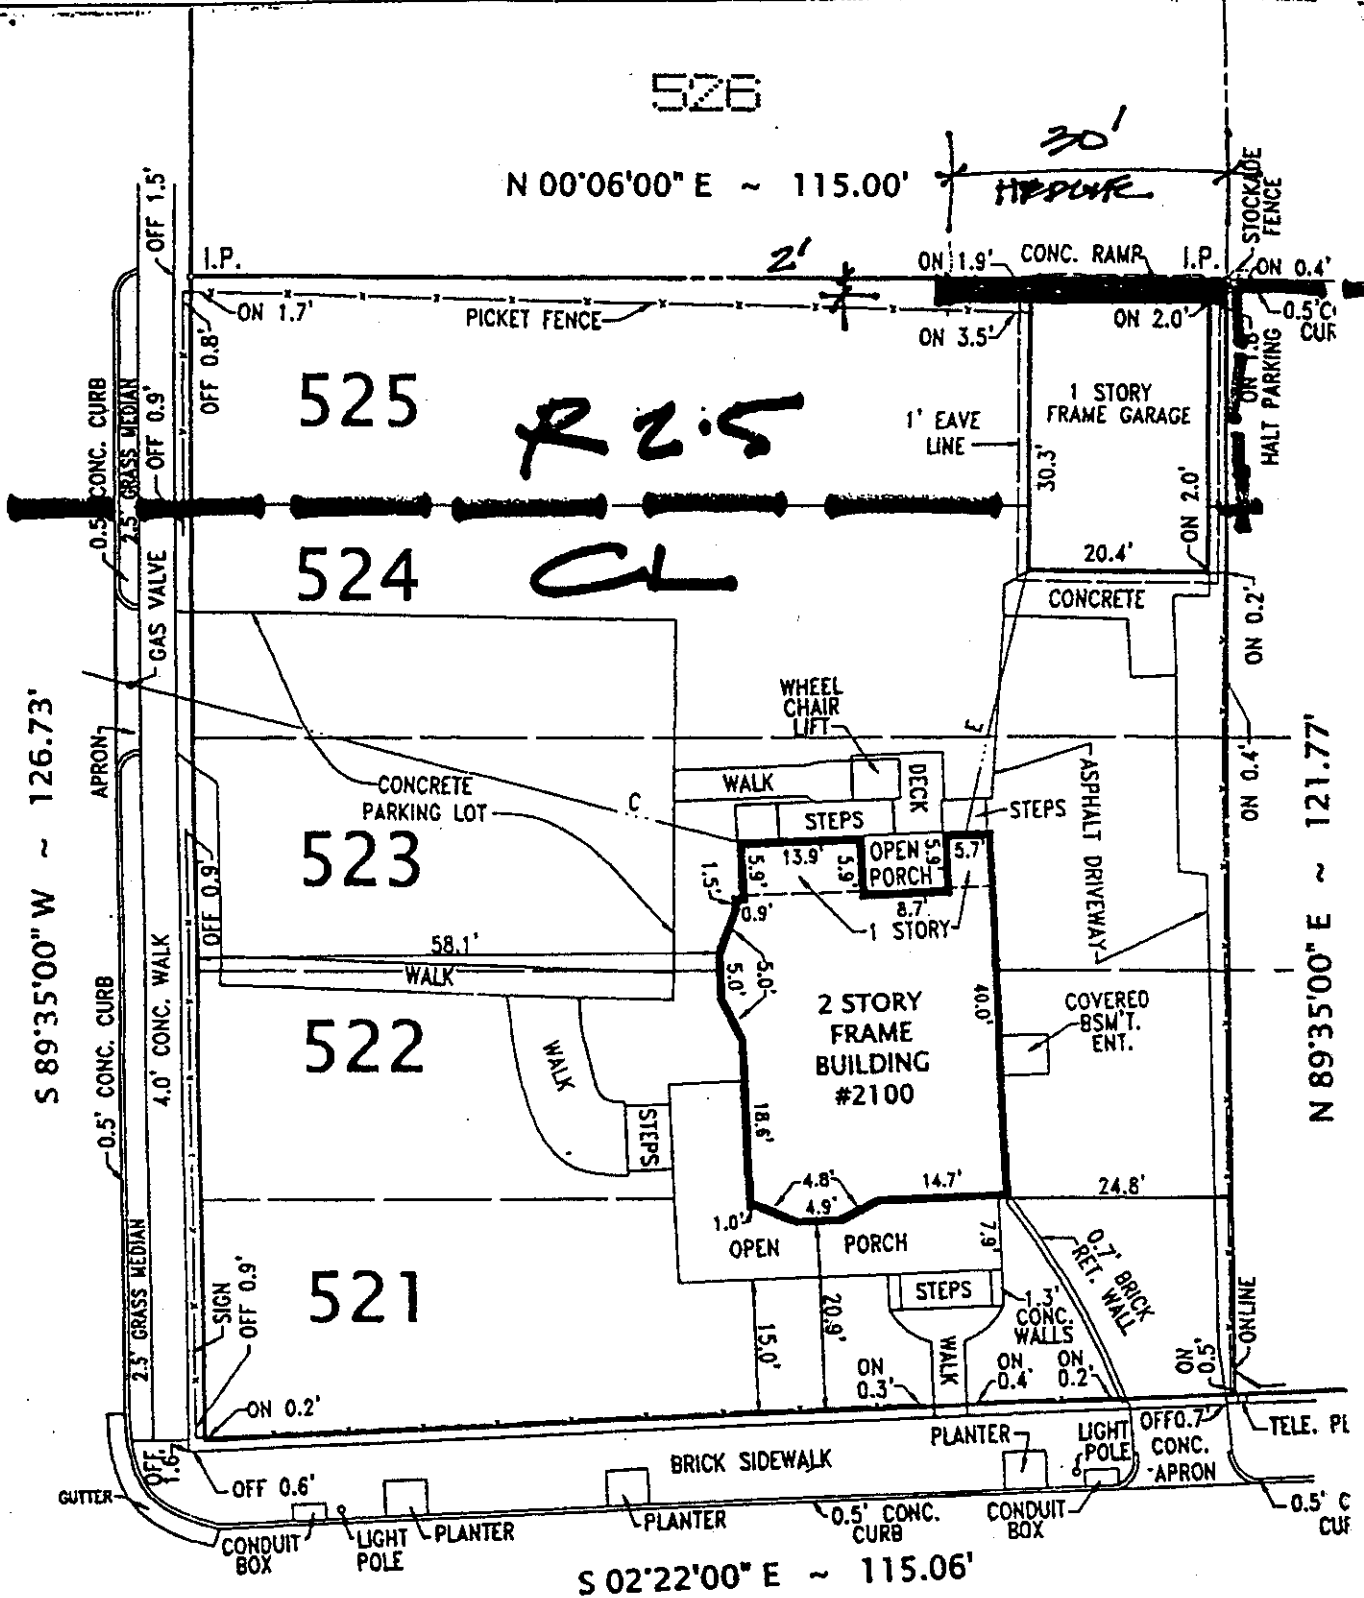 526
30'
N 00°06'00" E ~ 115.00'
STOCKADE
FENCE
OFF 1.5'
I.P.
2'
ON 1.9'
CONC. RAMP
I.P.
ON 0.4'
ON 1.7'
PICKET FENCE
ON 3.5'
ON 2.0'
0.5' C
CUR
OFF 0.8'
525
R 2.5
1' EAVE
LINE
1 STORY
FRAME GARAGE
30.3'
ON 1.8'
HALT PARKING
0.5' CONC. CURB
2.5' GRASS MEDIAN
OFF 0.9'
ON 2.0'
524
CL
20.4'
CONCRETE
GAS VALVE
ON 0.2'
S 89°35'00" W ~ 126.73'
APRON
WHEEL
CHAIR
LIFT
3
ON 0.4'
N 89°35'00" E ~ 121.77'
CONCRETE
PARKING LOT
WALK
DECK
C
STEPS
STEPS
ASPHALT DRIVEWAY
523
1.5'
5.9'
13.9'
5.9'
OPEN
PORCH
5.9'
5.7'
OFF 0.9'
0.9'
8.7'
1 STORY
58.1'
WALK
5.0'
5.0'
40.0'
4.0' CONC. WALK
0.5' CONC. CURB
522
WALK
2 STORY
FRAME
BUILDING
#2100
COVERED
BSM'T.
ENT.
STEPS
18.6'
4.8'
14.7'
24.8'
4.9'
1.0'
OPEN PORCH
7.9'
0.7' BRICK
RET. WALL
2.5' GRASS MEDIAN
SIGN
OFF 0.9'
521
STEPS
1.3'
CONC.
WALLS
15.0'
20.9'
WALK
ON
0.3'
ON
0.4'
ON
0.2'
ON
0.5'
ONLINE
ON 0.2'
OFF
1.6'
OFF 0.6'
BRICK SIDEWALK
PLANTER
LIGHT
POLE
OFF 0.7'
CONC.
APRON
TELE. PL
GUTTER
CONDUIT
BOX
LIGHT
POLE
PLANTER
PLANTER
0.5' CONC.
CURB
CONDUIT
BOX
0.5' C
CUF
S 02°22'00" E ~ 115.06'